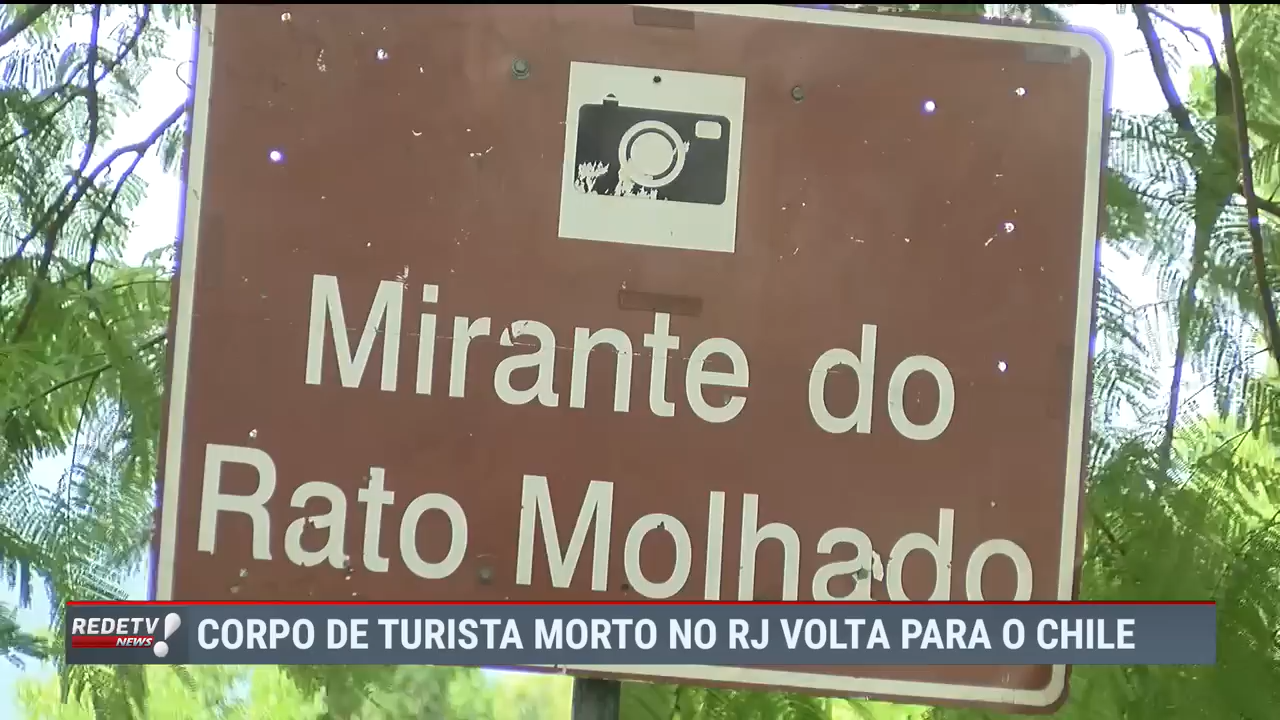 Mirante do
Rato Molhado
REDETV!
NEWS
CORPO DE TURISTA MORTO NO RJ VOLTA PARA O CHILE